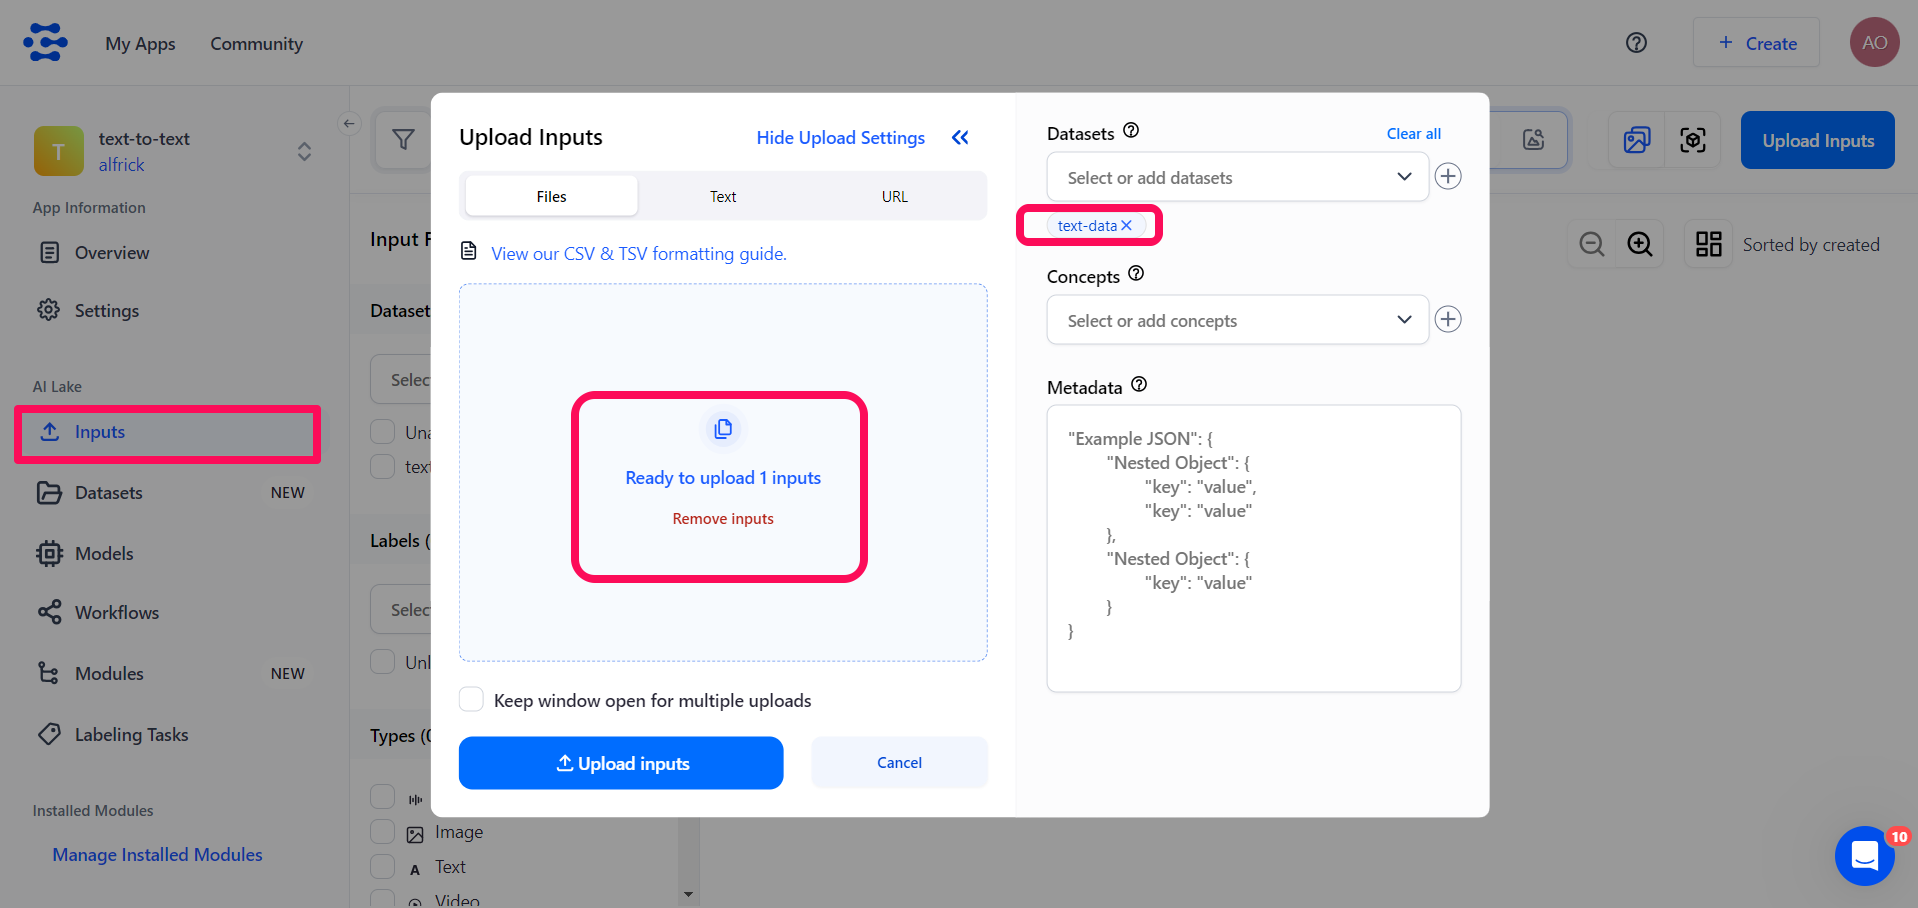 My Apps
Community
Create
AO
T
text-to-text
alfrick
App Information
Overview
Settings
AI Lake
Inputs
Datasets
NEW
Models
Workflows
Modules
NEW
Labeling Tasks
Installed Modules
Manage Installed Modules
Input F
Dataset
Selec
Una
text
Labels (
Selec
Unl
Types (
Image
A Text
Video
Upload Inputs
Hide Upload Settings
Files
Text
URL
View our CSV & TSV formatting guide.
Ready to upload 1 inputs
Remove inputs
Keep window open for multiple uploads
Upload inputs
Cancel
Datasets
Clear all
Select or add datasets
text-data
Concepts
Select or add concepts
Metadata
"Example JSON": {
"Nested Object": {
"key": "value",
"key": "value"
},
"Nested Object": {
"key": "value"
}
}
Upload Inputs
Sorted by created
10